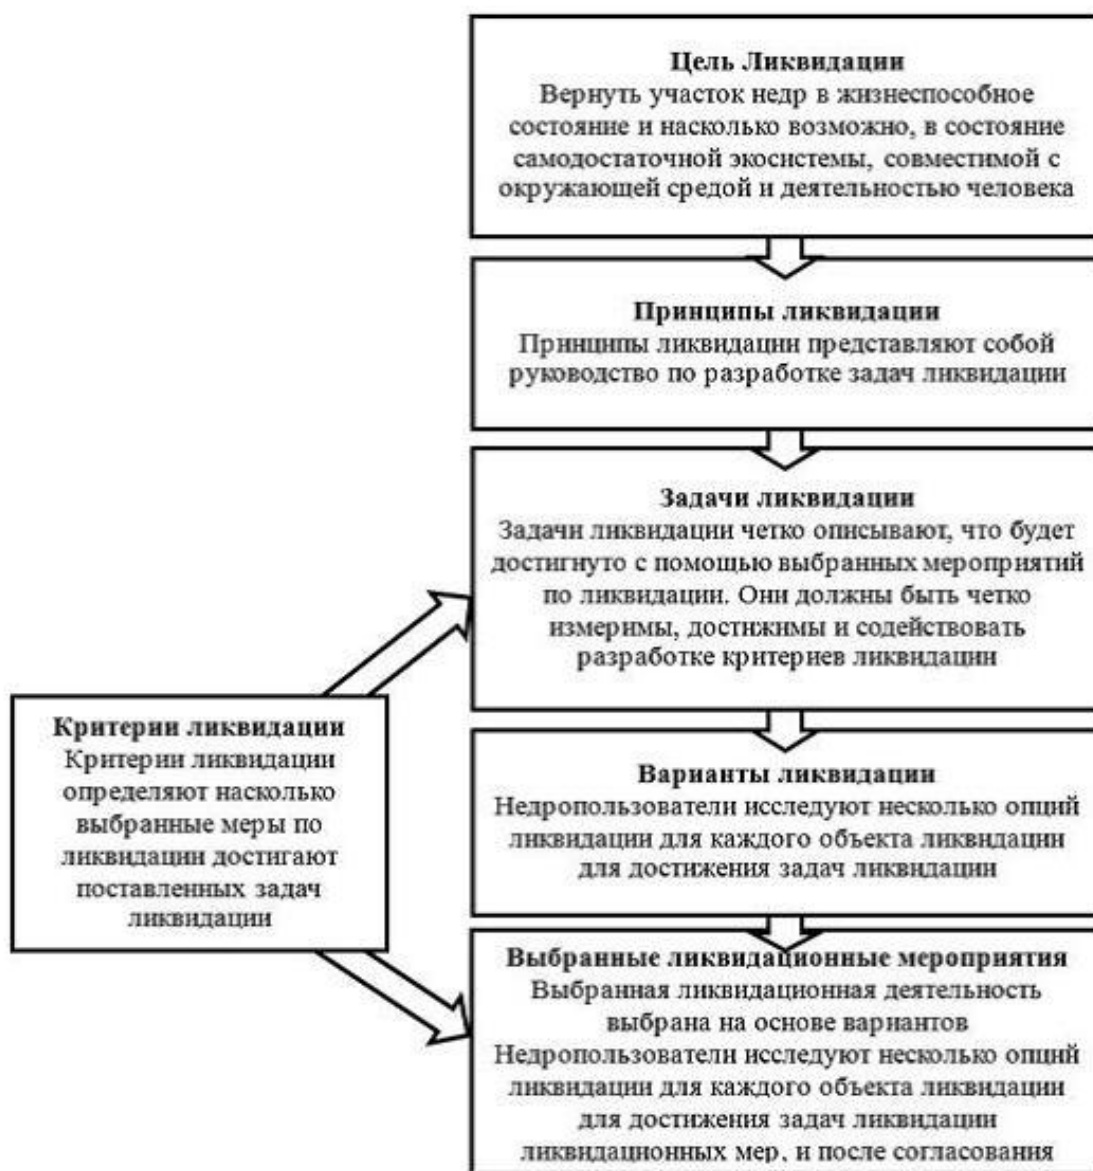 Цель Ликвидации
Вернуть участок недр в жизнеспособное
состояние и насколько возможно, в состояние
самодостаточной экосистемы, совместимой с
окружающей средой и деятельностью человека
Принципы ликвидации
Принципы ликвидации представляют собой
руководство по разработке задач ликвидации
Задачи ликвидации
Задачи ликвидации четко описывают, что будет
достигнуто с помощью выбранных мероприятий
по ликвидации. Они должны быть четко
измеримы, достижимы и содействовать
разработке критериев ликвидации
Критерии ликвидации
Критерии ликвидации
определяют насколько
выбранные меры по
ликвидации достигают
поставленных задач
ликвидации
Варианты ликвидации
Недропользователи исследуют несколько опций
ликвидации для каждого объекта ликвидации
для достижения задач ликвидации
Выбранные ликвидационные мероприятия
Выбранная ликвидационная деятельность
выбрана на основе вариантов
Недропользователи исследуют несколько опций
ликвидации для каждого объекта ликвидации
для достижения задач ликвидации
ликвидационных мер, и после согласования